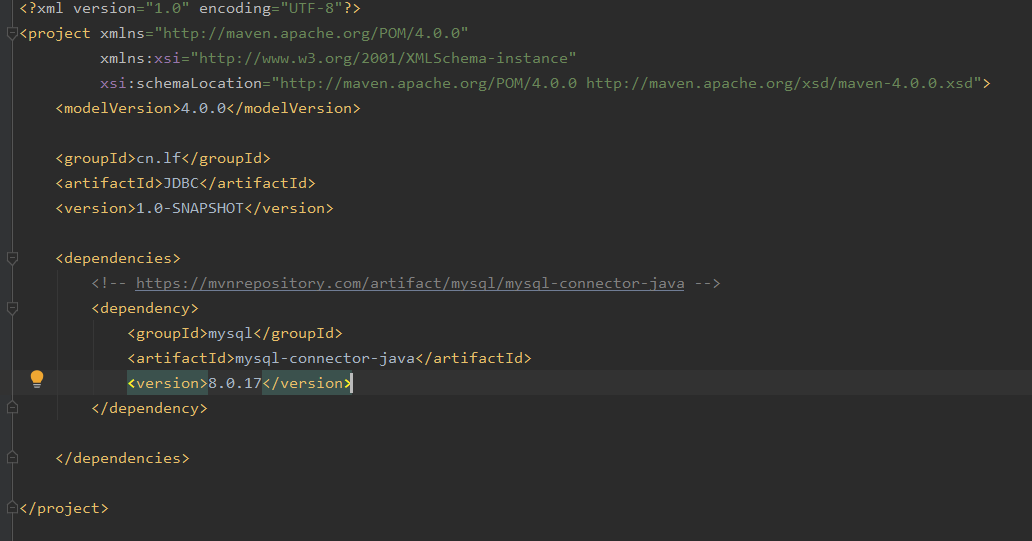 <?xml version="1.0" encoding="UTF-8"?>
<project xmlns="http://maven.apache.org/POM/4.0.0"
         xmlns:xsi="http://www.w3.org/2001/XMLSchema-instance"
         xsi:schemaLocation="http://maven.apache.org/POM/4.0.0 http://maven.apache.org/xsd/maven-4.0.0.xsd">
    <modelVersion>4.0.0</modelVersion>

    <groupId>cn.lf</groupId>
    <artifactId>JDBC</artifactId>
    <version>1.0-SNAPSHOT</version>

    <dependencies>
        <!-- https://mvnrepository.com/artifact/mysql/mysql-connector-java -->
        <dependency>
            <groupId>mysql</groupId>
            <artifactId>mysql-connector-java</artifactId>
            <version>8.0.17</version>
        </dependency>

    </dependencies>

</project>